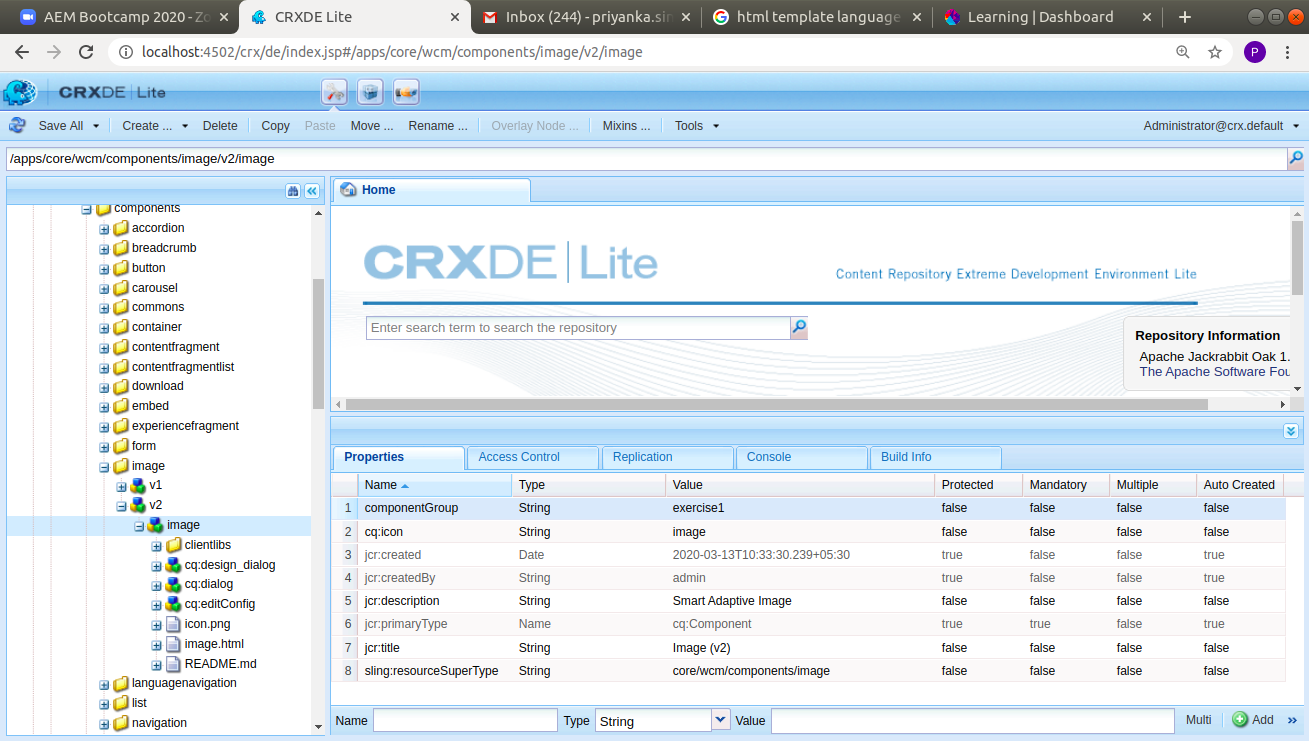 AEM Bootcamp 2020 - Zo
CRXDE Lite
Inbox (244) - priyanka.sin
html template language
Learning | Dashboard
localhost:4502/crx/de/index.jsp#/apps/core/wcm/components/image/v2/image
P
CRXDE | Lite
Save All Create ... Delete Copy Paste Move ... Rename ... Overlay Node ... Mixins ... Tools Administrator@crx.default
/apps/core/wcm/components/image/v2/image
components
accordion
breadcrumb
button
carousel
commons
container
contentfragment
contentfragmentlist
download
embed
experiencefragment
form
image
v1
v2
image
clientlibs
cq:design_dialog
cq:dialog
cq:editConfig
icon.png
image.html
README.md
languagenavigation
list
navigation
Home
CRXDE | Lite
Content Repository Extreme Development Environment Lite
Enter search term to search the repository
Repository Information
Apache Jackrabbit Oak 1.
The Apache Software Fou
Properties Access Control Replication Console Build Info
Name Type Value Protected Mandatory Multiple Auto Created
1 componentGroup String exercise1 false false false false
2 cq:icon String image false false false false
3 jcr:created Date 2020-03-13T10:33:30.239+05:30 true false false true
4 jcr:createdBy String admin true false false true
5 jcr:description String Smart Adaptive Image false false false false
6 jcr:primaryType Name cq:Component true true false true
7 jcr:title String Image (v2) false false false false
8 sling:resourceSuperType String core/wcm/components/image false false false false
Name Type String Value Multi Add